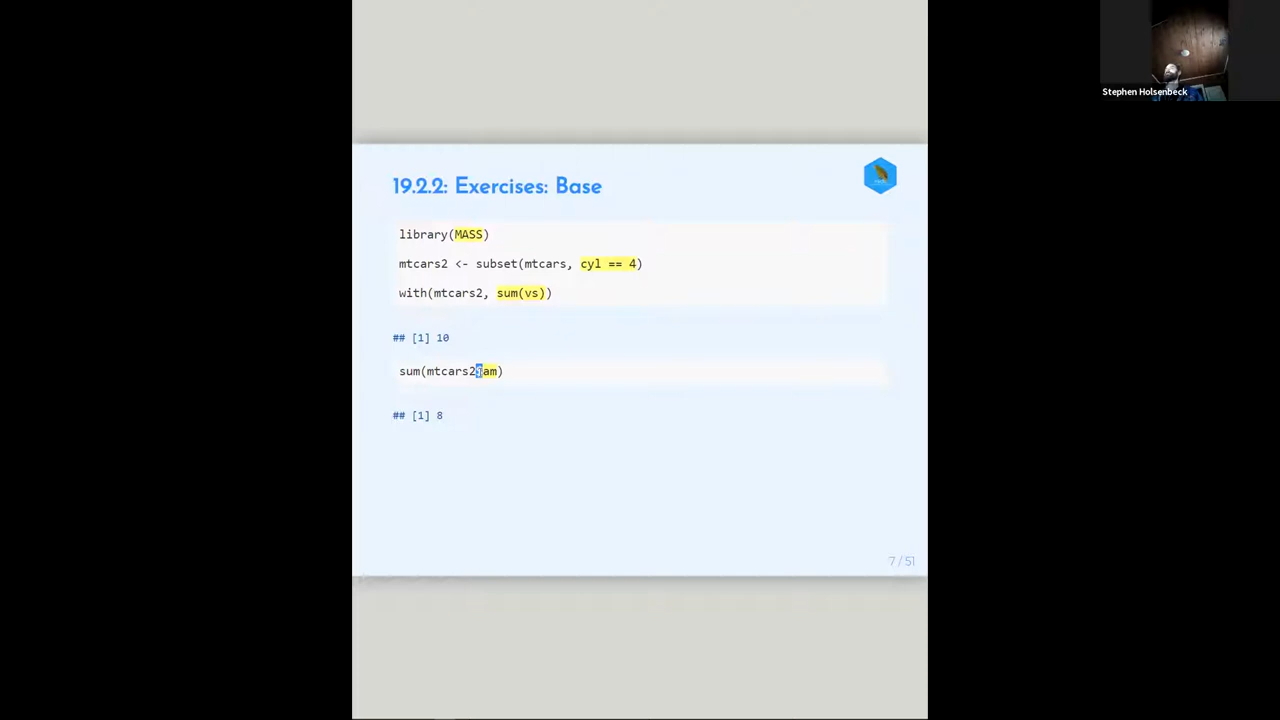 Stephen Holsenbeck
19.2.2: Exercises: Base
library(MASS)
mtcars2 <- subset(mtcars, cyl == 4)
with(mtcars2, sum(vs))
## [1] 10
sum(mtcars2$am)
## [1] 8
7 / 51